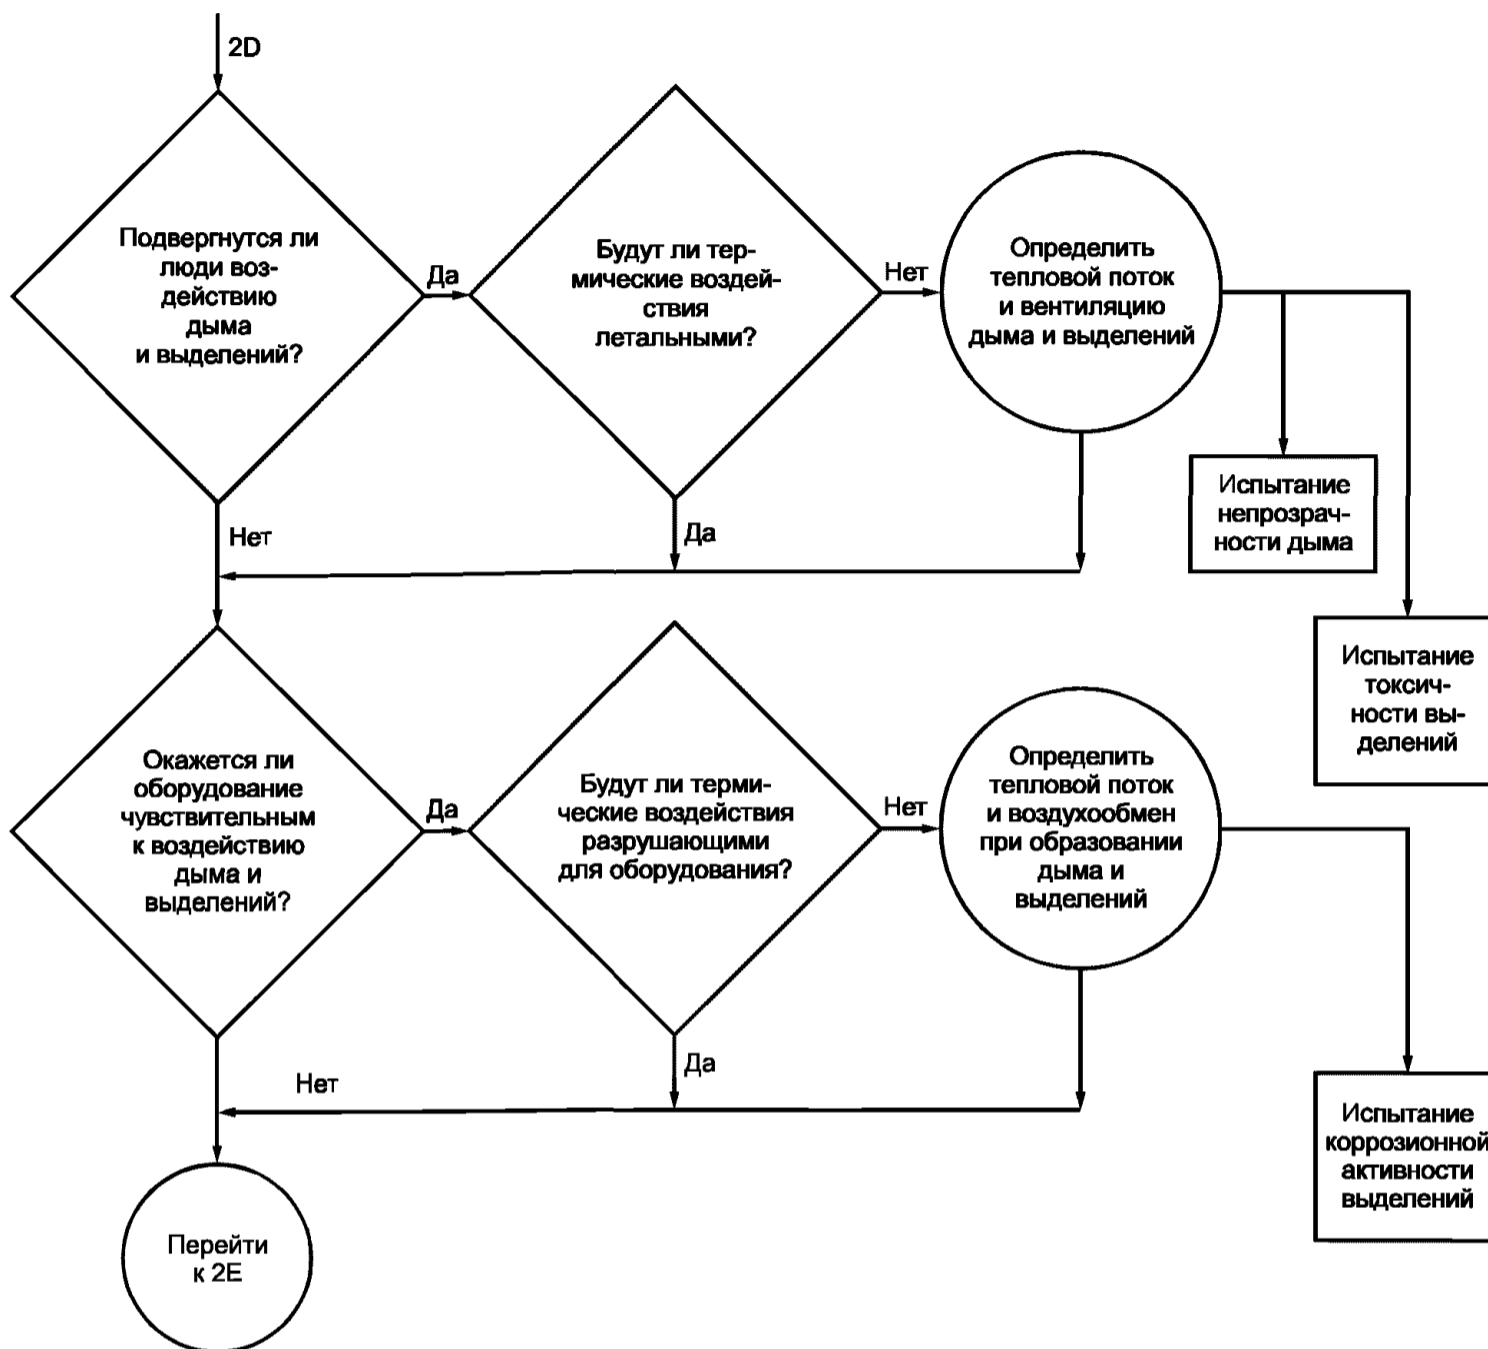 2D
Подвергнутся ли
люди воз-
действию
дыма
и выделений?
Да
Будут ли тер-
мические воздей-
ствия
летальными?
Нет
Определить
тепловой поток
и вентиляцию
дыма и выделений
Испытание
непрозрач-
ности дыма
Нет
Да
Испытание
токсич-
ности вы-
делений
Окажется ли
оборудование
чувствительным
к воздействию
дыма и
выделений?
Да
Будут ли терми-
ческие воздействия
разрушающими
для оборудования?
Нет
Определить
тепловой поток
и воздухообмен
при образовании
дыма и
выделений
Нет
Да
Испытание
коррозионной
активности
выделений
Перейти
к 2E